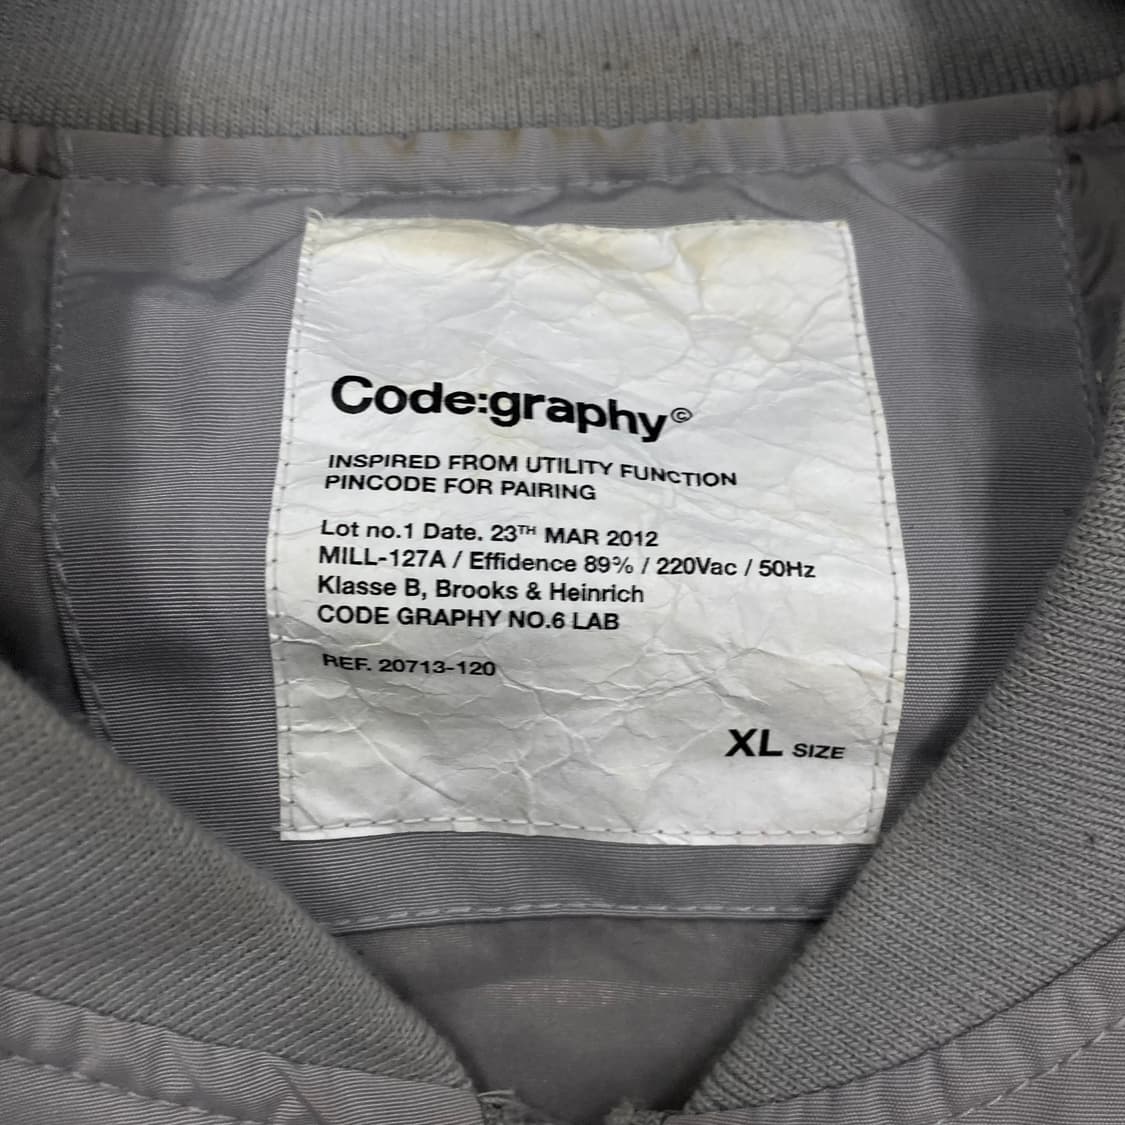 Code:graphy©
INSPIRED FROM UTILITY FUNCTION
PINCODE FOR PAIRING
Lot no.1 Date. 23TH MAR 2012
MILL-127A / Effidence 89% / 220Vac / 50Hz
Klasse B, Brooks & Heinrich
CODE GRAPHY NO.6 LAB
REF. 20713-120
XL SIZE